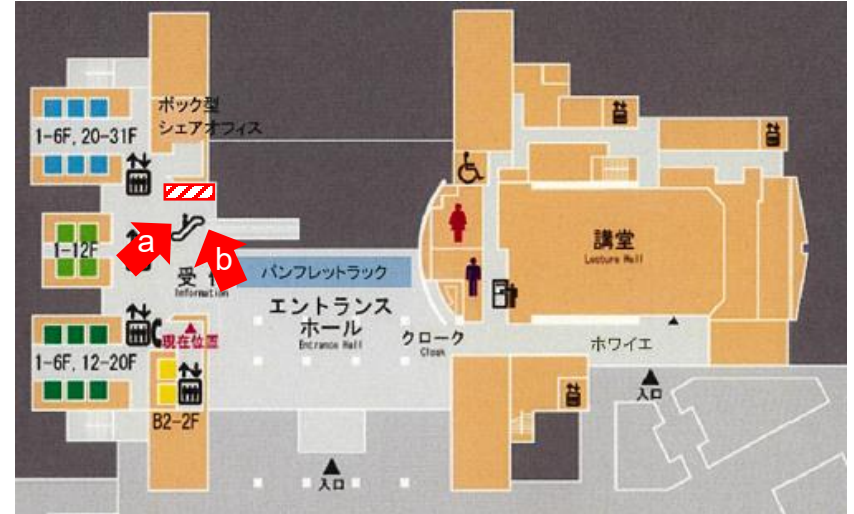 ボック型
シェアオフィス
1-6F, 20-31F
a
1-12F
b
受
Information
パンフレットラック
エントランス
ホール
Entrance Hall
講堂
Lecture Hall
現在位置
クローク
Cloak
ホワイエ
1-6F, 12-20F
入口
B2-2F
入口